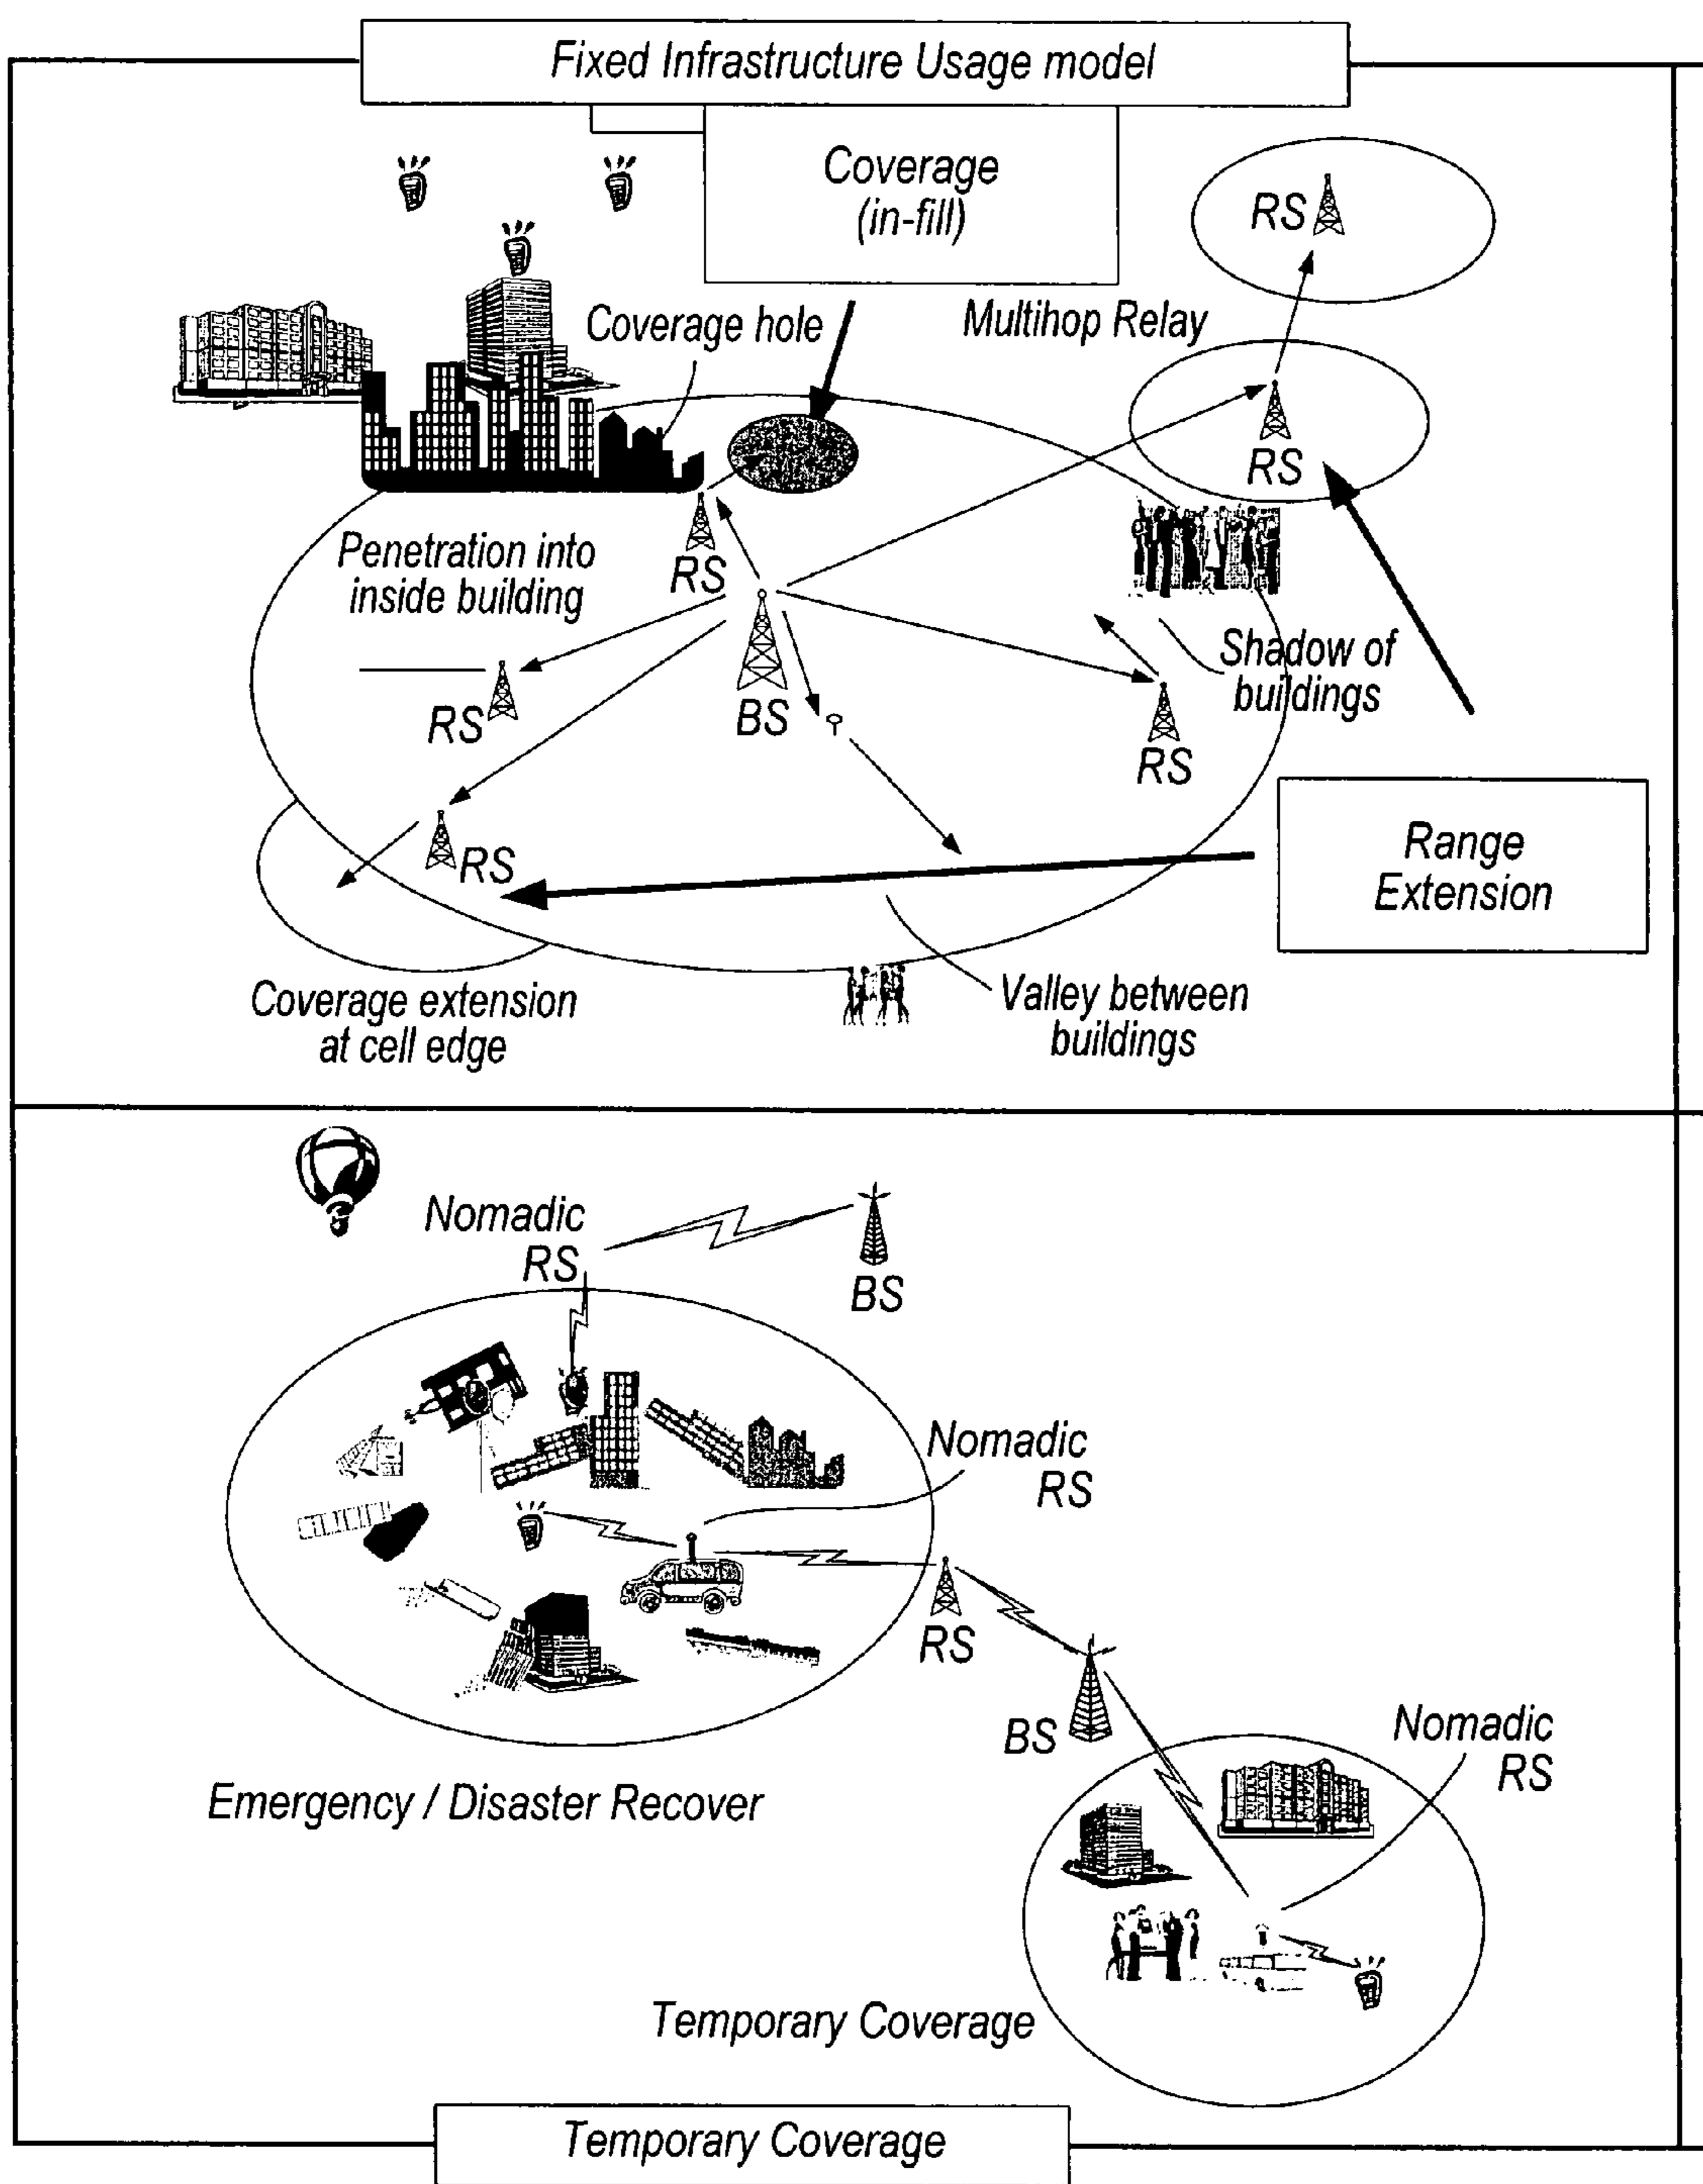 Fixed Infrastructure Usage model
Coverage
(in-fill)
RS
Coverage hole
Multihop Relay
RS
Penetration into
inside building
RS
Shadow of
buildings
RS
BS
RS
RS
Range
Extension
Coverage extension
at cell edge
Valley between
buildings
Nomadic
RS
BS
Nomadic
RS
RS
BS
Nomadic
RS
Emergency / Disaster Recover
Temporary Coverage
Temporary Coverage